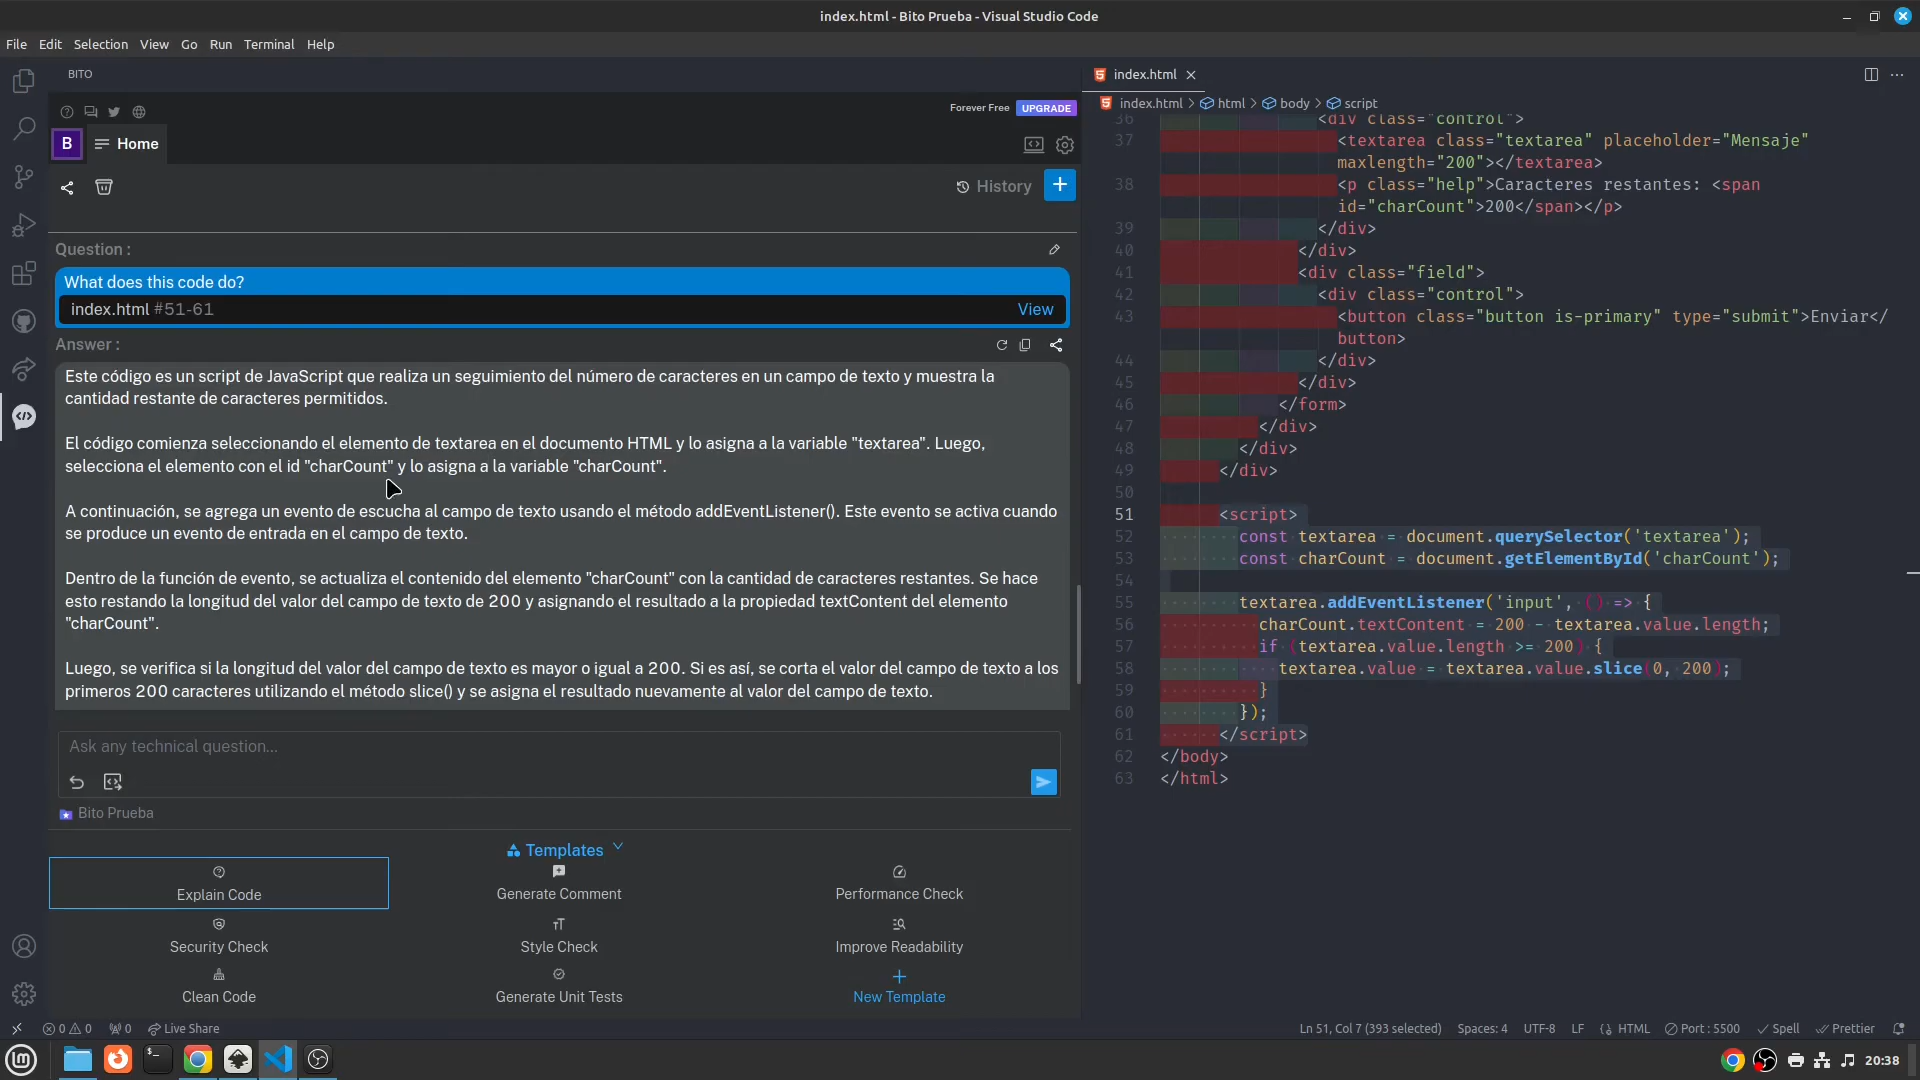 index.html - Bito Prueba - Visual Studio Code
File Edit Selection View Go Run Terminal Help
BITO
Forever Free UPGRADE
B Home
History
Question :
What does this code do?
index.html #51-61 View
Answer :
Este código es un script de JavaScript que realiza un seguimiento del número de caracteres en un campo de texto y muestra la
cantidad restante de caracteres permitidos.
El código comienza seleccionando el elemento de textarea en el documento HTML y lo asigna a la variable "textarea". Luego,
selecciona el elemento con el id "charCount" y lo asigna a la variable "charCount".
A continuación, se agrega un evento de escucha al campo de texto usando el método addEventListener(). Este evento se activa cuando
se produce un evento de entrada en el campo de texto.
Dentro de la función de evento, se actualiza el contenido del elemento "charCount" con la cantidad de caracteres restantes. Se hace
esto restando la longitud del valor del campo de texto de 200 y asignando el resultado a la propiedad textContent del elemento
"charCount".
Luego, se verifica si la longitud del valor del campo de texto es mayor o igual a 200. Si es así, se corta el valor del campo de texto a los
primeros 200 caracteres utilizando el método slice() y se asigna el resultado nuevamente al valor del campo de texto.
Ask any technical question...
Bito Prueba
Templates
Explain Code
Generate Comment
Performance Check
Security Check
Style Check
Improve Readability
Clean Code
Generate Unit Tests
New Template
index.html
index.html > html > body > script
36 <div class="control">
37 <textarea class="textarea" placeholder="Mensaje"
maxlength="200"></textarea>
38 <p class="help">Caracteres restantes: <span
id="charCount">200</span></p>
39 </div>
40 </div>
41 <div class="field">
42 <div class="control">
43 <button class="button is-primary" type="submit">Enviar</
button>
44 </div>
45 </div>
46 </form>
47 </div>
48 </div>
49 </div>
50
51 <script>
52 const textarea = document.querySelector('textarea');
53 const charCount = document.getElementById('charCount');
54
55 textarea.addEventListener('input', () => {
56 charCount.textContent = 200 - textarea.value.length;
57 if (textarea.value.length >= 200) {
58 textarea.value = textarea.value.slice(0, 200);
59 }
60 });
61 </script>
62 </body>
63 </html>
0 0 0 Live Share
Ln 51, Col 7 (393 selected) Spaces: 4 UTF-8 LF HTML Port : 5500 Spell Prettier
20:38